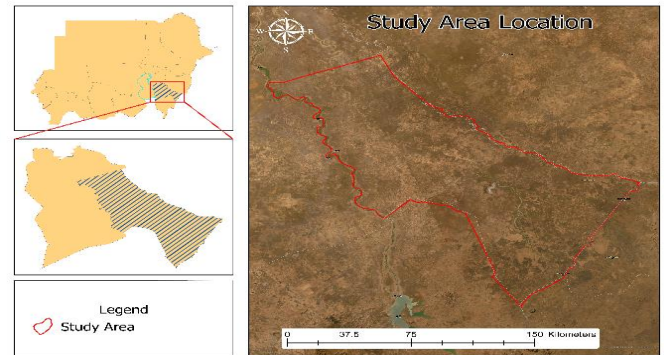 Study Area Location
N
W
E
S
Legend
Study Area
0 37.5 75 150 Kilometers